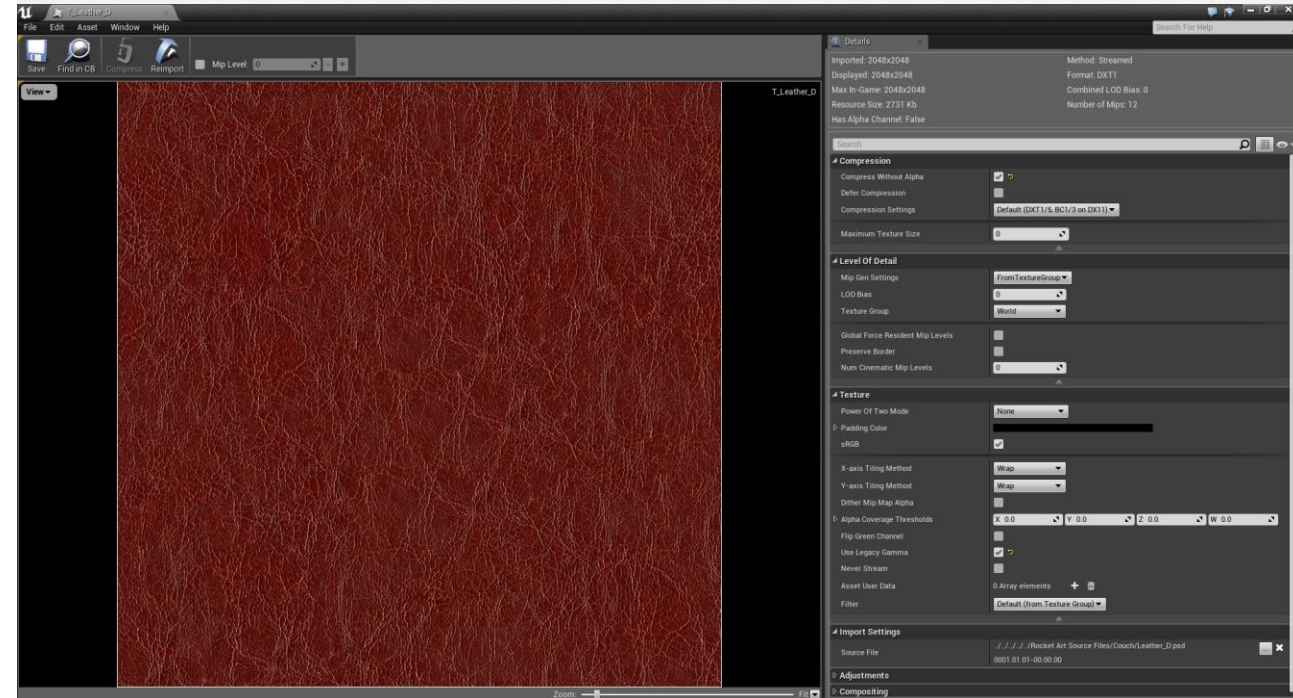 T_Leather_D
File Edit Asset Window Help
Search For Help
Save Find in CB Compress Reimport Mip Level: 0
View
T_Leather_D
Zoom: Fit
Details
Imported: 2048x2048 Method: Streamed
Displayed: 2048x2048 Format: DXT1
Max In-Game: 2048x2048 Combined LOD Bias: 0
Resource Size: 2731 Kb Number of Mips: 12
Has Alpha Channel: False
Search
Compression
Compress Without Alpha
Defer Compression
Compression Settings Default (DXT1/5, BC1/3 on DX11)
Maximum Texture Size 0
Level Of Detail
Mip Gen Settings FromTextureGroup
LOD Bias 0
Texture Group World
Global Force Resident Mip Levels
Preserve Border
Num Cinematic Mip Levels 0
Texture
Power Of Two Mode None
Padding Color
sRGB
X-axis Tiling Method Wrap
Y-axis Tiling Method Wrap
Dither Mip Map Alpha
Alpha Coverage Thresholds X 0.0 Y 0.0 Z 0.0 W 0.0
Flip Green Channel
Use Legacy Gamma
Never Stream
Asset User Data 0 Array elements
Filter Default (from Texture Group)
Import Settings
Source File ../../../../../Rocket Art Source Files/Couch/Leather_D.psd
0001.01.01-00.00.00
Adjustments
Compositing